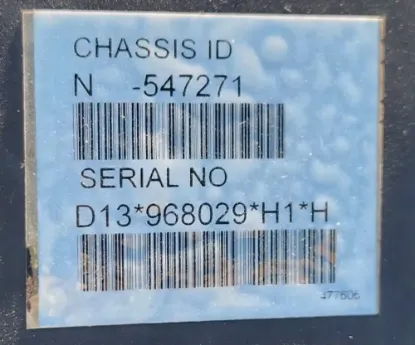 CHASSIS ID
N -547271
SERIAL NO
D13*968029*H1*H